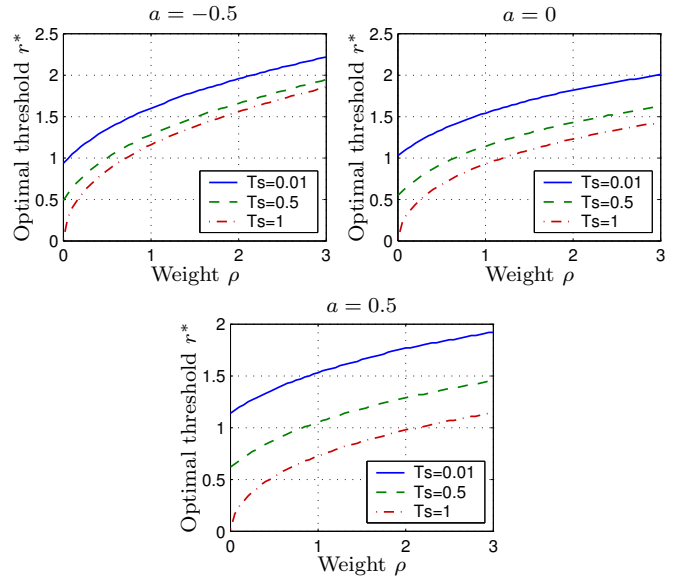 a = −0.5
Optimal threshold r*
2.5
2
1.5
1
0.5
0
Ts=0.01
Ts=0.5
Ts=1
0 1 2 3
Weight ρ
a = 0
Optimal threshold r*
2.5
2
1.5
1
0.5
0
Ts=0.01
Ts=0.5
Ts=1
0 1 2 3
Weight ρ
a = 0.5
Optimal threshold r*
2
1.5
1
0.5
0
Ts=0.01
Ts=0.5
Ts=1
0 1 2 3
Weight ρ